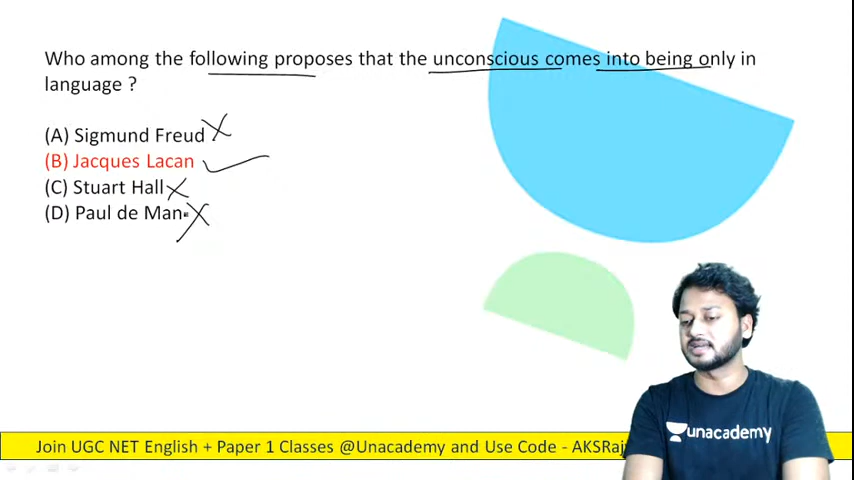 Who among the following proposes that the unconscious comes into being only in
language ?
(A) Sigmund Freud
(B) Jacques Lacan
(C) Stuart Hall
(D) Paul de Man
Join UGC NET English + Paper 1 Classes @Unacademy and Use Code - AKSRaj
unacademy